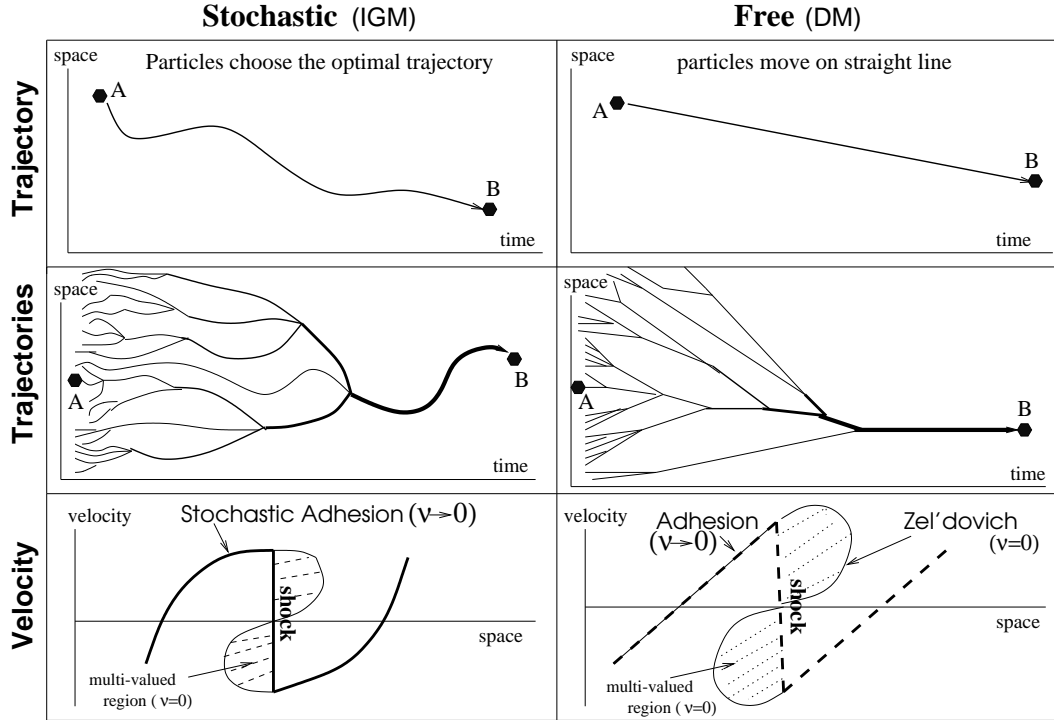 Stochastic (IGM)
Free (DM)
Trajectory
space
Particles choose the optimal trajectory
A
B
time
space
particles move on straight line
A
B
time
Trajectories
space
A
B
time
space
A
B
time
Velocity
velocity
Stochastic Adhesion (ν→0)
shock
space
multi-valued
region (ν=0)
velocity
Adhesion
(ν→0)
Zel'dovich
(ν=0)
shock
space
multi-valued
region (ν=0)